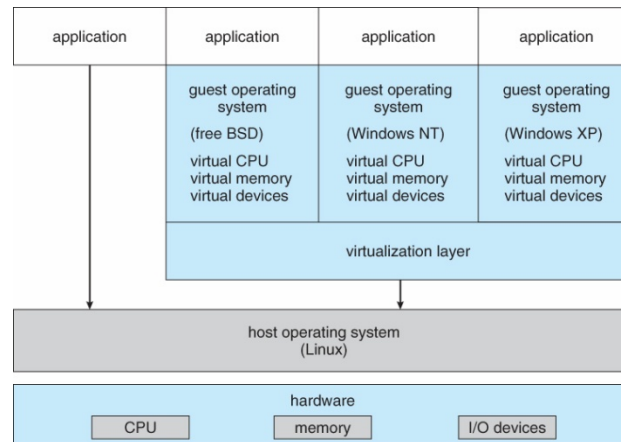 application
application
application
application
guest operating
system
(free BSD)
virtual CPU
virtual memory
virtual devices
guest operating
system
(Windows NT)
virtual CPU
virtual memory
virtual devices
guest operating
system
(Windows XP)
virtual CPU
virtual memory
virtual devices
virtualization layer
host operating system
(Linux)
hardware
CPU
memory
I/O devices